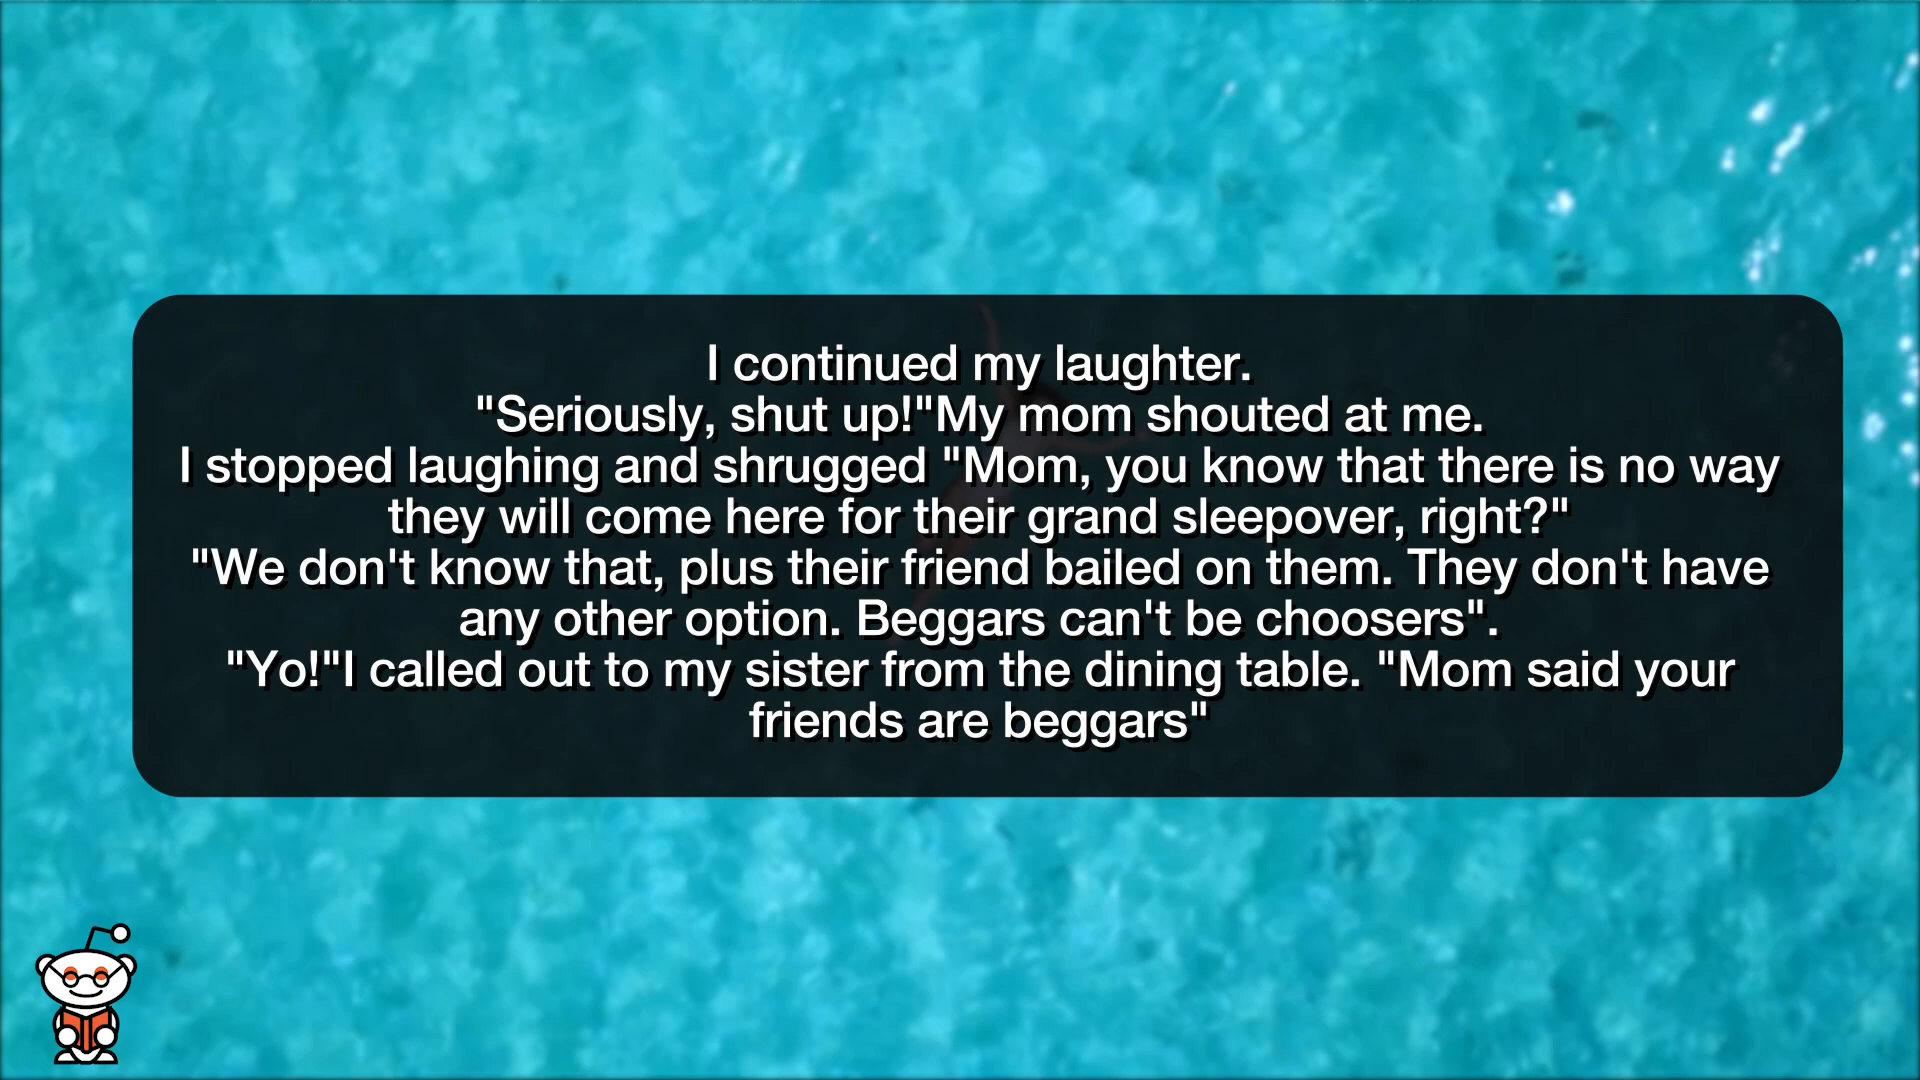 I continued my laughter.
"Seriously, shut up!"My mom shouted at me.
I stopped laughing and shrugged "Mom, you know that there is no way
they will come here for their grand sleepover, right?"
"We don't know that, plus their friend bailed on them. They don't have
any other option. Beggars can't be choosers".
"Yo!"I called out to my sister from the dining table. "Mom said your
friends are beggars"